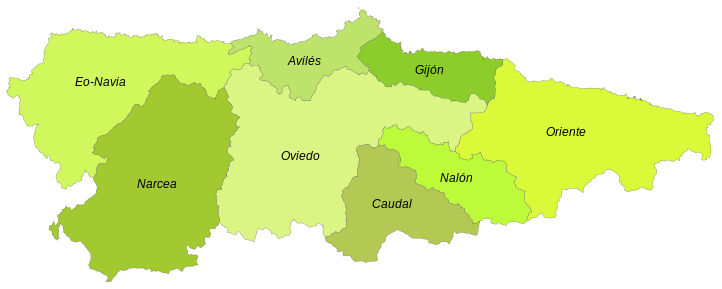 Avilés
Gijón
Eo-Navia
Oriente
Oviedo
Nalón
Narcea
Caudal